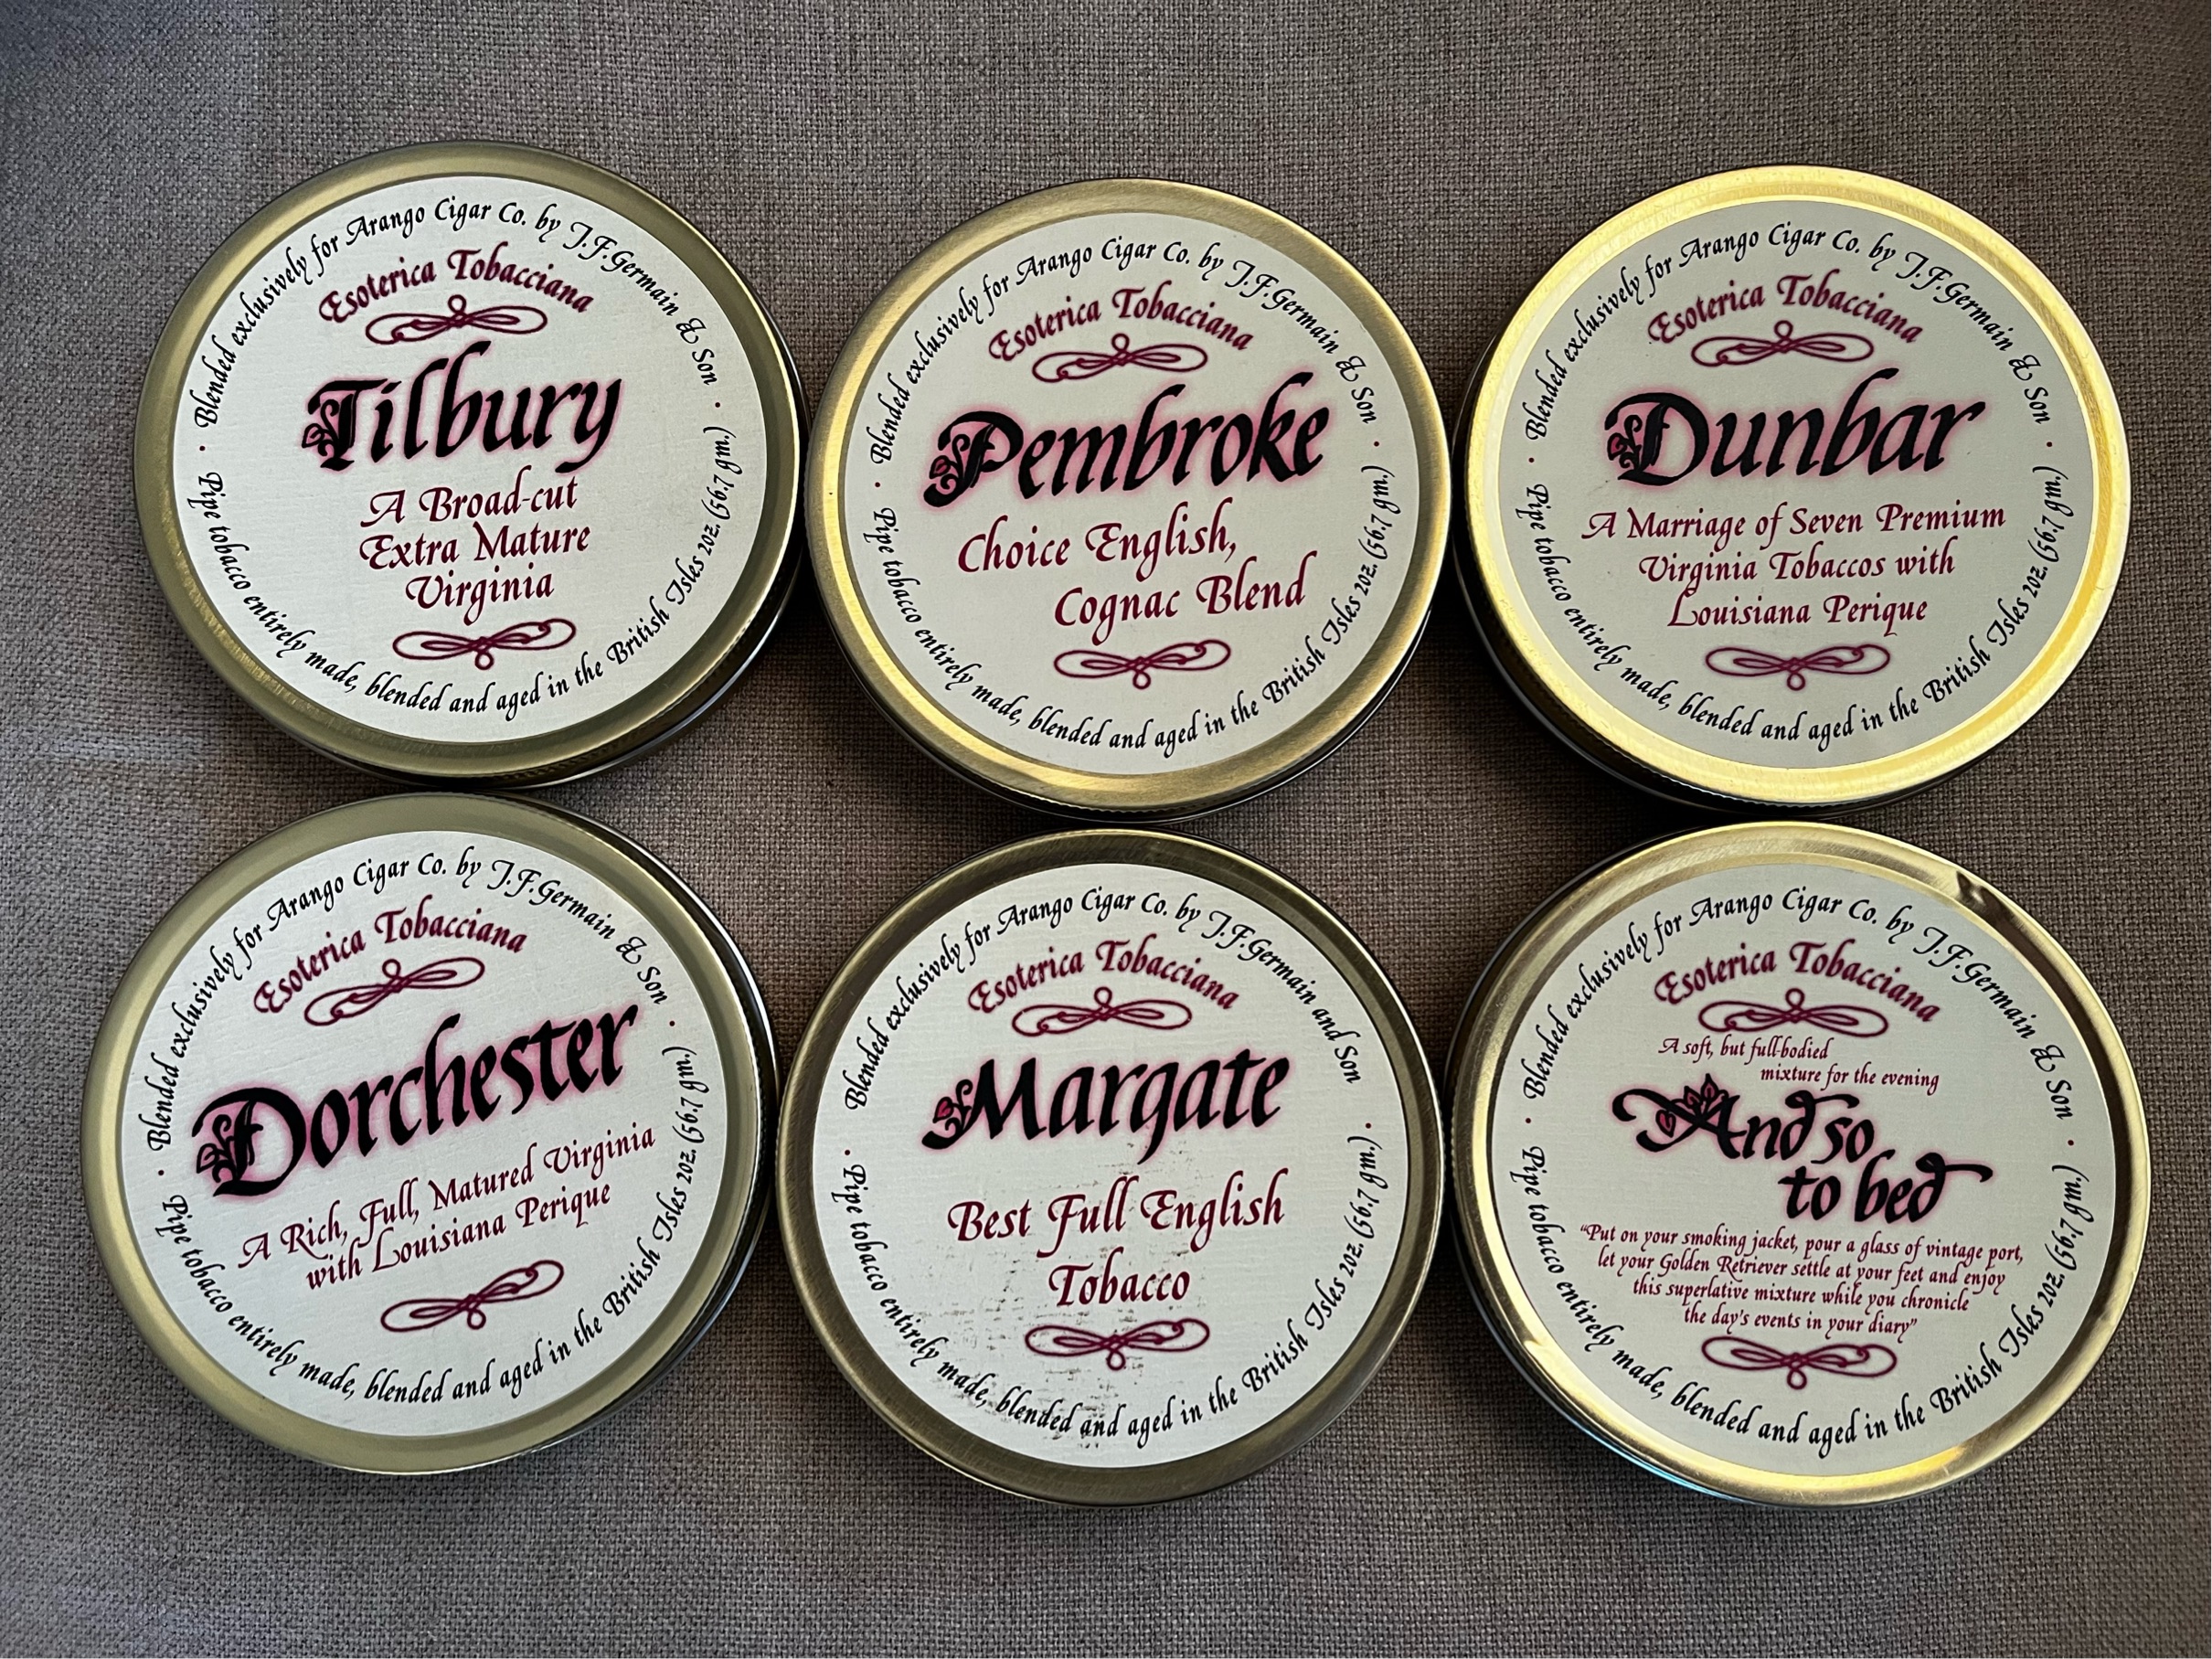 Blended exclusively for Arango Cigar Co. by J.F.Germain & Son
Esoterica Tobacciana
Tilbury
A Broad-cut
Extra Mature
Virginia
Pipe tobacco entirely made, blended and aged in the British Isles 2oz. (56.7 gm.)
Blended exclusively for Arango Cigar Co. by J.F.Germain & Son
Esoterica Tobacciana
Pembroke
Choice English,
Cognac Blend
Pipe tobacco entirely made, blended and aged in the British Isles 2oz. (56.7 gm.)
Blended exclusively for Arango Cigar Co. by J.F.Germain & Son
Esoterica Tobacciana
Dunbar
A Marriage of Seven Premium
Virginia Tobaccos with
Louisiana Perique
Pipe tobacco entirely made, blended and aged in the British Isles 2oz. (56.7 gm.)
Blended exclusively for Arango Cigar Co. by J.F.Germain & Son
Esoterica Tobacciana
Dorchester
A Rich, Full, Matured Virginia
with Louisiana Perique
Pipe tobacco entirely made, blended and aged in the British Isles 2oz. (56.7 gm.)
Blended exclusively for Arango Cigar Co. by J.F.Germain and Son
Esoterica Tobacciana
Margate
Best Full English
Tobacco
Pipe tobacco entirely made, blended and aged in the British Isles 2oz. (56.7 gm.)
Blended exclusively for Arango Cigar Co. by J.F.Germain & Son
Esoterica Tobacciana
A soft, but full-bodied
mixture for the evening
And so
to bed
"Put on your smoking jacket, pour a glass of vintage port,
let your Golden Retriever settle at your feet and enjoy
this superlative mixture while you chronicle
the day's events in your diary"
Pipe tobacco entirely made, blended and aged in the British Isles 2oz. (56.7 gm.)